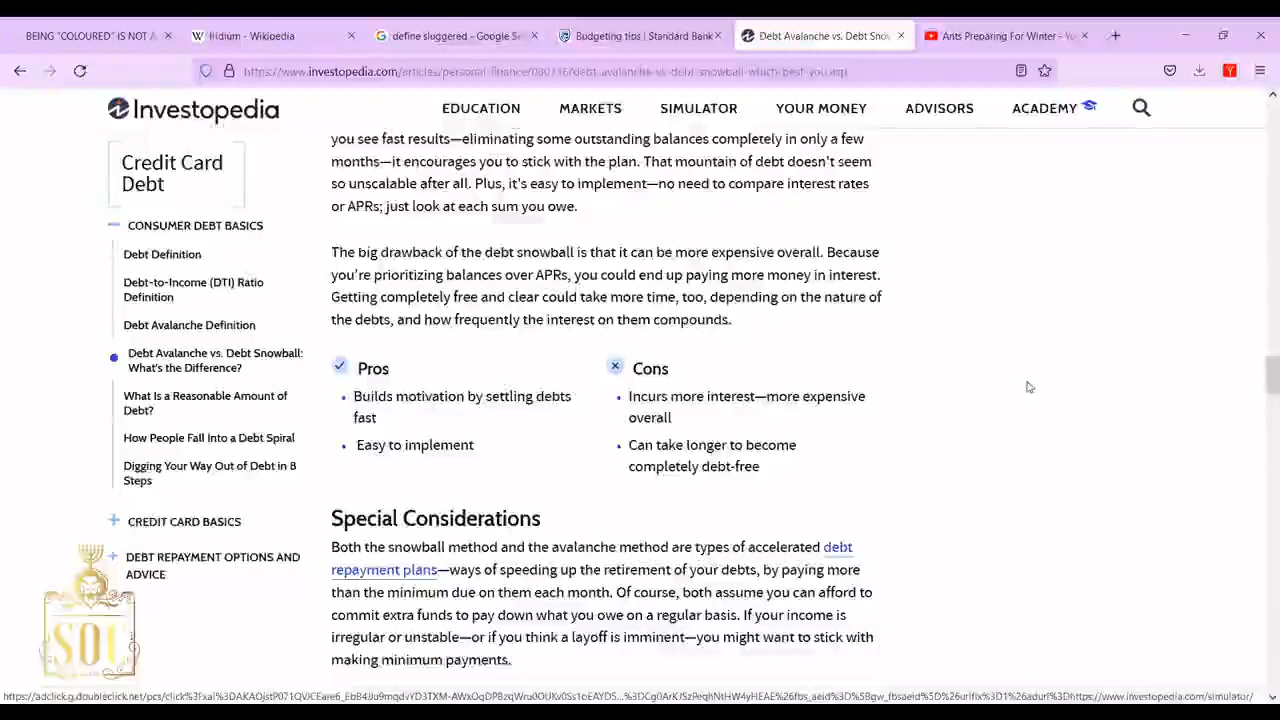 BEING "COLOURED" IS NOT A
Iridium - Wikipedia
define sluggered - Google Se
Budgeting tips | Standard Bank
Debt Avalanche vs. Debt Snow
Ants Preparing For Winter - You
Investopedia
EDUCATION
MARKETS
SIMULATOR
YOUR MONEY
ADVISORS
ACADEMY
Credit Card
Debt
CONSUMER DEBT BASICS
Debt Definition
Debt-to-Income (DTI) Ratio
Definition
Debt Avalanche Definition
Debt Avalanche vs. Debt Snowball:
What's the Difference?
What Is a Reasonable Amount of
Debt?
How People Fall Into a Debt Spiral
Digging Your Way Out of Debt in 8
Steps
CREDIT CARD BASICS
DEBT REPAYMENT OPTIONS AND
ADVICE
you see fast results—eliminating some outstanding balances completely in only a few
months—it encourages you to stick with the plan. That mountain of debt doesn't seem
so unscalable after all. Plus, it's easy to implement—no need to compare interest rates
or APRs; just look at each sum you owe.
The big drawback of the debt snowball is that it can be more expensive overall. Because
you're prioritizing balances over APRs, you could end up paying more money in interest.
Getting completely free and clear could take more time, too, depending on the nature of
the debts, and how frequently the interest on them compounds.
Pros
Builds motivation by settling debts
fast
Easy to implement
Cons
Incurs more interest—more expensive
overall
Can take longer to become
completely debt-free
Special Considerations
Both the snowball method and the avalanche method are types of accelerated debt
repayment plans—ways of speeding up the retirement of your debts, by paying more
than the minimum due on them each month. Of course, both assume you can afford to
commit extra funds to pay down what you owe on a regular basis. If your income is
irregular or unstable—or if you think a layoff is imminent—you might want to stick with
making minimum payments.
SOU